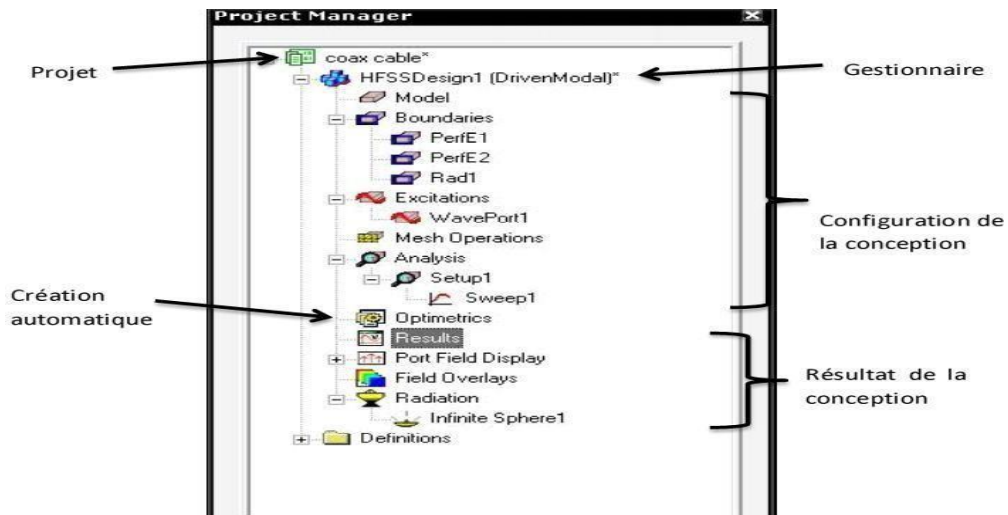 Project Manager
Projet
coax cable*
HFSSDesign1 (DrivenModal)*
Gestionnaire
Model
Boundaries
PerfE1
PerfE2
Rad1
Excitations
WavePort1
Mesh Operations
Analysis
Setup1
Sweep1
Configuration de
la conception
Création
automatique
Optimetrics
Results
Port Field Display
Field Overlays
Radiation
Infinite Sphere1
Definitions
Résultat de la
conception